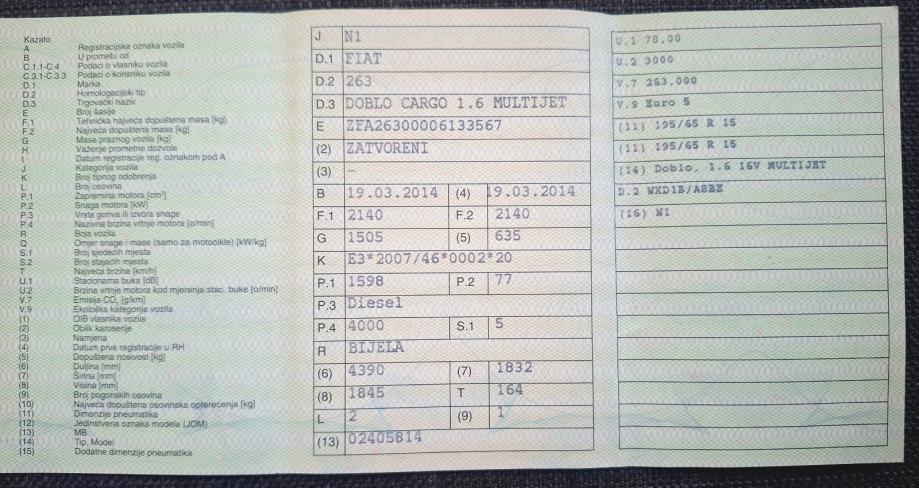 Kazalo:
A Registracijska oznaka vozila
B U prometu od
C.1.1-C.4 Podaci o vlasniku vozila
C.3.1-C.3.3 Podaci o korisniku vozila
D.1 Marka
D.2 Homologacijski tip
D.3 Trgovački naziv
E Broj šasije
F.1 Tehnička najveća dopuštena masa [kg]
F.2 Najveća dopuštena masa [kg]
G Masa praznog vozila [kg]
H Važenje prometne dozvole
I Datum registracije reg. oznakom pod A
J Kategorija vozila
K Broj tipnog odobrenja
L Broj osovina
P.1 Zapremina motora [cm³]
P.2 Snaga motora [kW]
P.3 Vrsta goriva ili izvora snage
P.4 Nazivna brzina vrtnje motora [o/min]
R Boja vozila
Q Omjer snage i mase (samo za motocikle) [kW/kg]
S.1 Broj sjedećih mjesta
S.2 Broj stajaćih mjesta
T Najveća brzina [km/h]
U.1 Stacionarna buka [dB]
U.2 Brzina vrtnje motora kod mjerenja stac. buke [o/min]
V.7 Emisija CO₂ [g/km]
V.9 Ekološka kategorija vozila
(1) OIB vlasnika vozila
(2) Oblik karoserije
(3) Namjena
(4) Datum prve registracije u RH
(5) Dopuštena nosivost [kg]
(6) Duljina [mm]
(7) Širina [mm]
(8) Visina [mm]
(9) Broj pogonskih osovina
(10) Najveća dopuštena osovinska opterećenja [kg]
(11) Dimenzije pneumatika
(12) Jedinstvena oznaka modela (JOM)
(13) MB
(14) Tip, Model
(15) Dodatne dimenzije pneumatika
J N1
D.1 FIAT
D.2 263
D.3 DOBLO CARGO 1.6 MULTIJET
E ZFA26300006133567
(2) ZATVORENI
(3) –
B 19.03.2014 (4) 19.03.2014
F.1 2140 F.2 2140
G 1505 (5) 635
K E3*2007/46*0002*20
P.1 1598 P.2 77
P.3 Diesel
P.4 4000 S.1 5
R BIJELA
(6) 4390 (7) 1832
(8) 1845 T 164
L 2 (9) 1
(13) 02405814
U.1 78,00
U.2 3000
V.7 263,000
V.9 Euro 5
(11) 195/65 R 15
(11) 195/65 R 15
(14) Doblo, 1.6 16V MULTIJET
D.2 WXD1B/A8BX
(16) N1